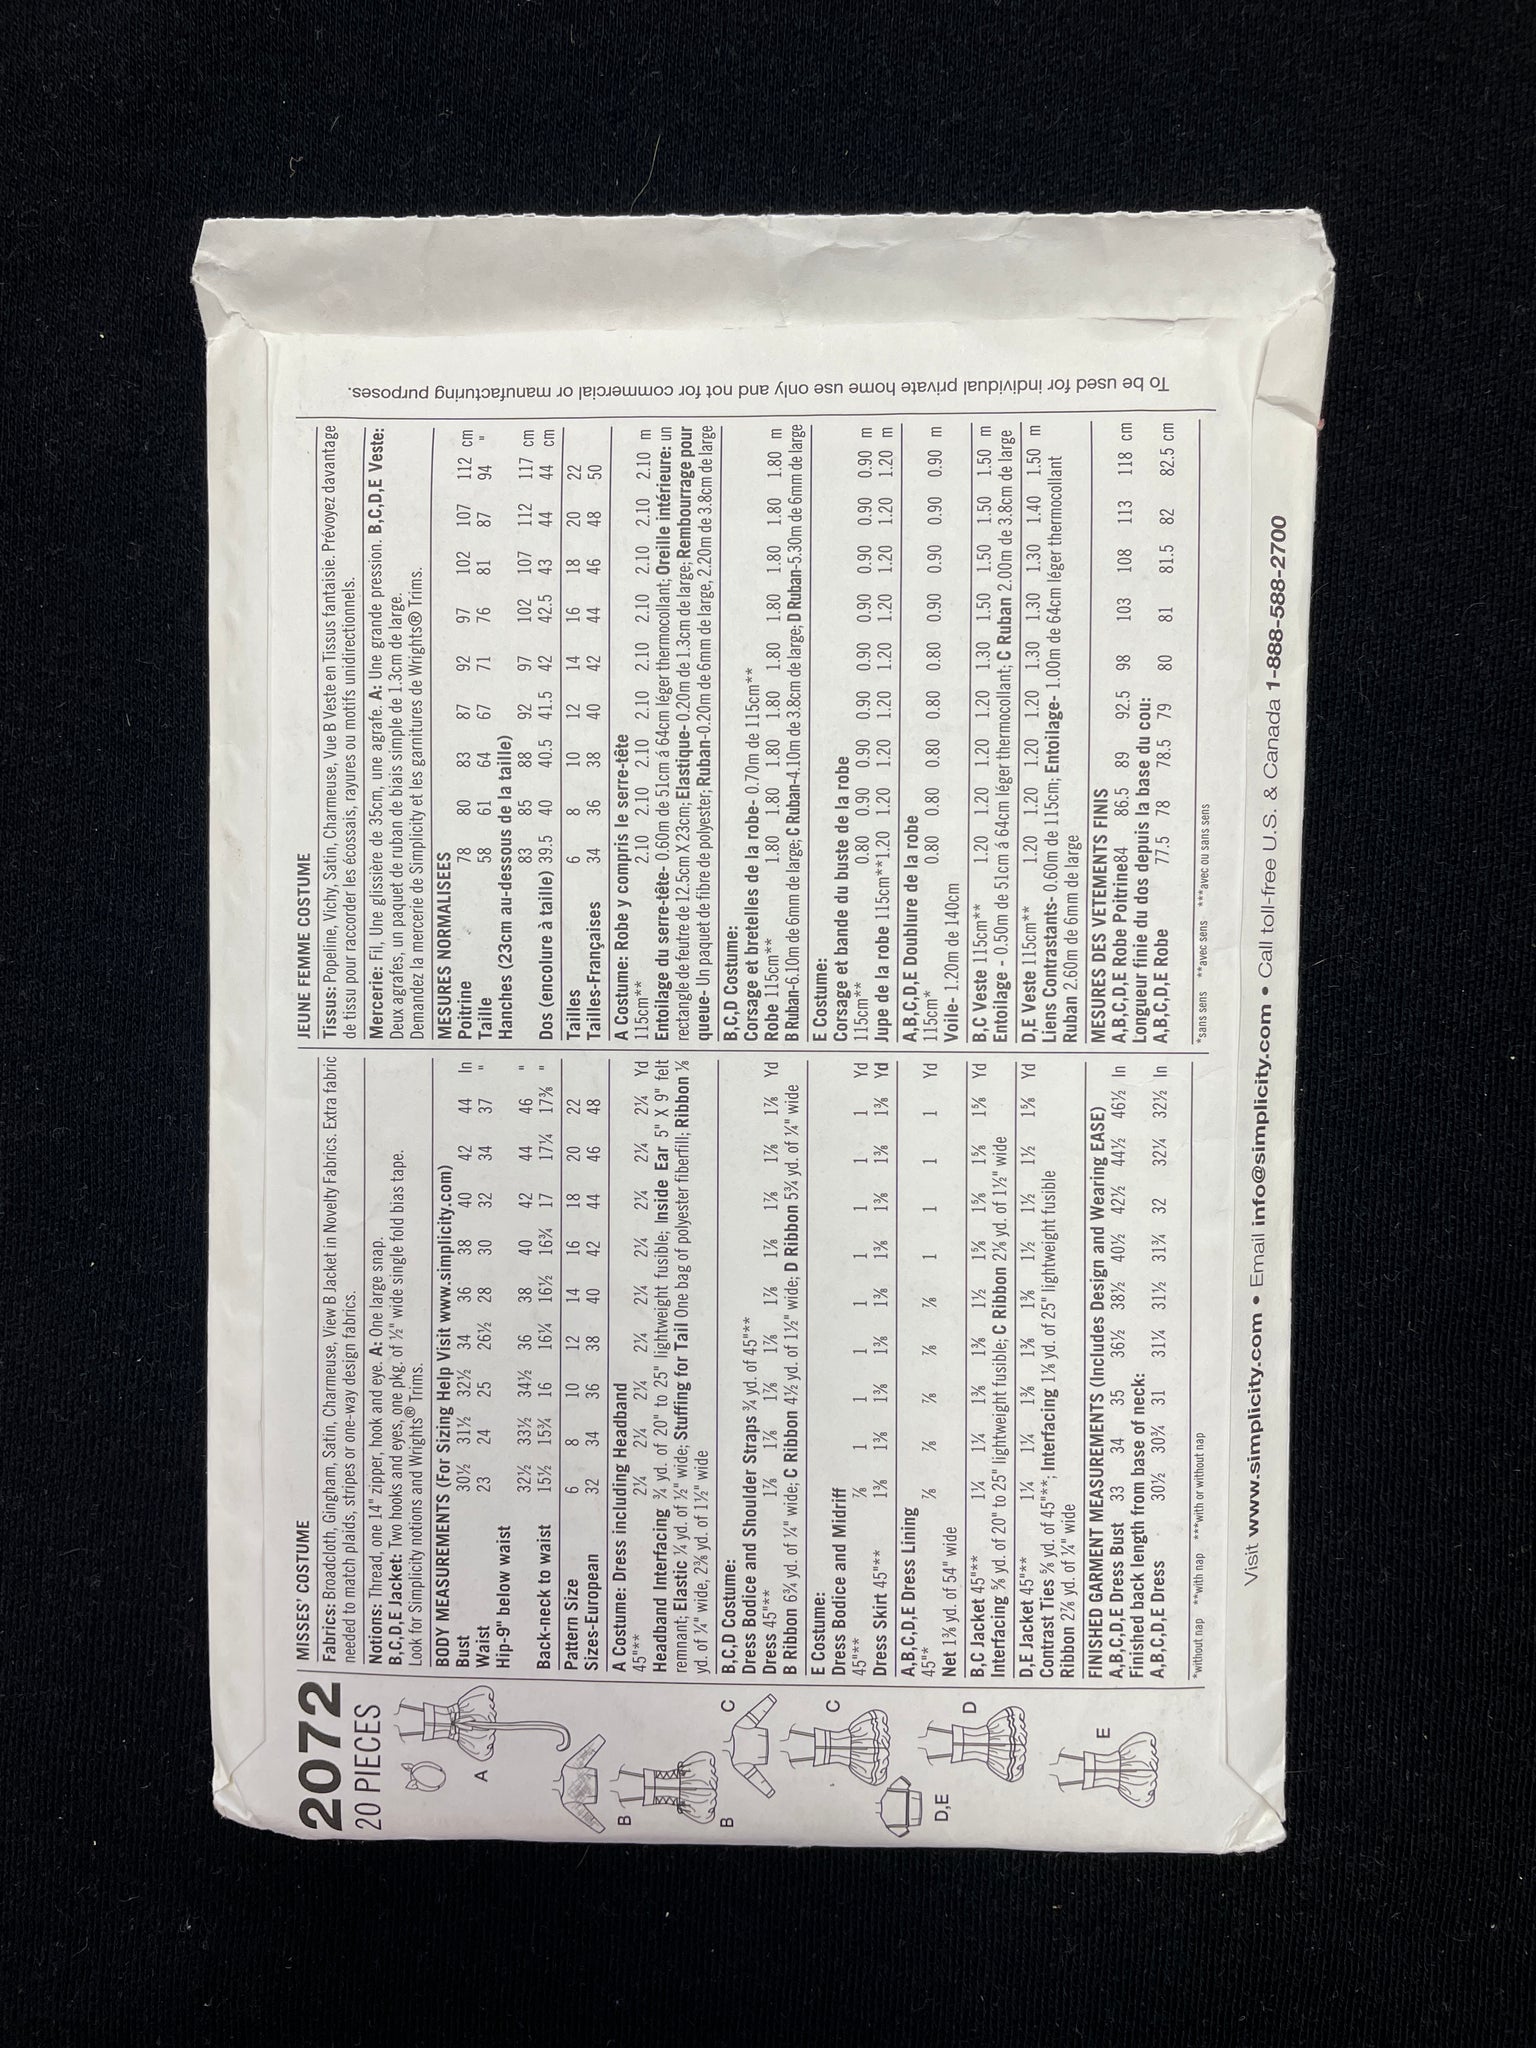 2072
20 PIECES
A
B
B
C
C
D,E
D
E
MISSES' COSTUME
Fabrics: Broadcloth, Gingham, Satin, Charmeuse, View B Jacket in Novelty Fabrics. Extra fabric
needed to match plaids, stripes or one-way design fabrics.
Notions: Thread, one 14" zipper, hook and eye. A: One large snap.
B,C,D,E Jacket: Two hooks and eyes, one pkg. of ½" wide single fold bias tape.
Look for Simplicity notions and Wrights® Trims.
BODY MEASUREMENTS (For Sizing Help Visit www.simplicity.com)
Bust 30½ 31½ 32½ 34 36 38 40 42 44 In
Waist 23 24 25 26½ 28 30 32 34 37 "
Hip-9" below waist
32½ 33½ 34½ 36 38 40 42 44 46 "
Back-neck to waist 15½ 15¾ 16 16¼ 16½ 16¾ 17 17¼ 17⅜ "
Pattern Size 6 8 10 12 14 16 18 20 22
Sizes-European 32 34 36 38 40 42 44 46 48
A Costume: Dress including Headband
45"** 2¼ 2¼ 2¼ 2¼ 2¼ 2¼ 2¼ 2¼ 2¼ Yd
Headband Interfacing ¾ yd. of 20" to 25" lightweight fusible; Inside Ear 5" X 9" felt
remnant; Elastic ¼ yd. of ½" wide; Stuffing for Tail One bag of polyester fiberfill; Ribbon ⅛
yd. of ¼" wide, 2⅜ yd. of 1½" wide
B,C,D Costume:
Dress Bodice and Shoulder Straps ¾ yd. of 45"**
Dress 45"** 1⅞ 1⅞ 1⅞ 1⅞ 1⅞ 1⅞ 1⅞ 1⅞ 1⅞ Yd
B Ribbon 6¾ yd. of ¼" wide; C Ribbon 4½ yd. of 1½" wide; D Ribbon 5¾ yd. of ¼" wide
E Costume:
Dress Bodice and Midriff
45"** ⅞ 1 1 1 1 1 1 1 1 Yd
Dress Skirt 45"** 1⅜ 1⅜ 1⅜ 1⅜ 1⅜ 1⅜ 1⅜ 1⅜ 1⅜ Yd
A,B,C,D,E Dress Lining
45"* ⅞ ⅞ ⅞ ⅞ ⅞ 1 1 1 1 Yd
Net 1⅜ yd. of 54" wide
B,C Jacket 45"** 1¼ 1¼ 1⅜ 1⅜ 1½ 1⅝ 1⅝ 1⅝ 1⅝ Yd
Interfacing ⅝ yd. of 20" to 25" lightweight fusible; C Ribbon 2⅛ yd. of 1½" wide
D,E Jacket 45"** 1¼ 1¼ 1⅜ 1⅜ 1⅜ 1½ 1½ 1½ 1⅝ Yd
Contrast Ties ⅝ yd. of 45"**; Interfacing 1⅛ yd. of 25" lightweight fusible
Ribbon 2⅞ yd. of ¼" wide
FINISHED GARMENT MEASUREMENTS (Includes Design and Wearing EASE)
A,B,C,D,E Dress Bust 33 34 35 36½ 38½ 40½ 42½ 44½ 46½ In
Finished back length from base of neck:
A,B,C,D,E Dress 30½ 30¾ 31 31¼ 31½ 31¾ 32 32¼ 32½ In
*without nap **with nap ***with or without nap
JEUNE FEMME COSTUME
Tissus: Popeline, Vichy, Satin, Charmeuse, Vue B Veste en Tissus fantaisie. Prévoyez davantage
de tissu pour raccorder les écossais, rayures ou motifs unidirectionnels.
Mercerie: Fil, Une glissière de 35cm, une agrafe. A: Une grande pression. B,C,D,E Veste:
Deux agrafes, un paquet de ruban de biais simple de 1.3cm de large.
Demandez la mercerie de Simplicity et les garnitures de Wrights® Trims.
MESURES NORMALISEES
Poitrine 78 80 83 87 92 97 102 107 112 cm
Taille 58 61 64 67 71 76 81 87 94 "
Hanches (23cm au-dessous de la taille)
83 85 88 92 97 102 107 112 117 cm
Dos (encolure à taille) 39.5 40 40.5 41.5 42 42.5 43 44 44 cm
Tailles 6 8 10 12 14 16 18 20 22
Tailles-Françaises 34 36 38 40 42 44 46 48 50
A Costume: Robe y compris le serre-tête
115cm** 2.10 2.10 2.10 2.10 2.10 2.10 2.10 2.10 2.10 m
Entoilage du serre-tête- 0.60m de 51cm á 64cm léger thermocollant; Oreille intérieure: un
rectangle de feutre de 12.5cm X 23cm; Elastique- 0.20m de 1.3cm de large; Rembourrage pour
queue- Un paquet de fibre de polyester; Ruban-0.20m de 6mm de large, 2.20m de 3.8cm de large
B,C,D Costume:
Corsage et bretelles de la robe- 0.70m de 115cm**
Robe 115cm** 1.80 1.80 1.80 1.80 1.80 1.80 1.80 1.80 1.80 m
B Ruban-6.10m de 6mm de large; C Ruban-4.10m de 3.8cm de large; D Ruban-5.30m de 6mm de large
E Costume:
Corsage et bande du buste de la robe
115cm** 0.80 0.90 0.90 0.90 0.90 0.90 0.90 0.90 0.90 m
Jupe de la robe 115cm**1.20 1.20 1.20 1.20 1.20 1.20 1.20 1.20 1.20 m
A,B,C,D,E Doublure de la robe
115cm* 0.80 0.80 0.80 0.80 0.80 0.90 0.90 0.90 0.90 m
Voile- 1.20m de 140cm
B,C Veste 115cm** 1.20 1.20 1.20 1.20 1.30 1.50 1.50 1.50 1.50 m
Entoilage - 0.50m de 51cm á 64cm léger thermocollant; C Ruban 2.00m de 3.8cm de large
D,E Veste 115cm** 1.20 1.20 1.20 1.20 1.30 1.30 1.30 1.40 1.50 m
Liens Contrastants- 0.60m de 115cm; Entoilage- 1.00m de 64cm léger thermocollant
Ruban 2.60m de 6mm de large
MESURES DES VETEMENTS FINIS
A,B,C,D,E Robe Poitrine84 86.5 89 92.5 98 103 108 113 118 cm
Longueur finie du dos depuis la base du cou:
A,B,C,D,E Robe 77.5 78 78.5 79 80 81 81.5 82 82.5 cm
*sans sens **avec sens ***avec ou sans sens
To be used for individual private home use only and not for commercial or manufacturing purposes.
Visit www.simplicity.com • Email info@simplicity.com • Call toll-free U.S. & Canada 1-888-588-2700